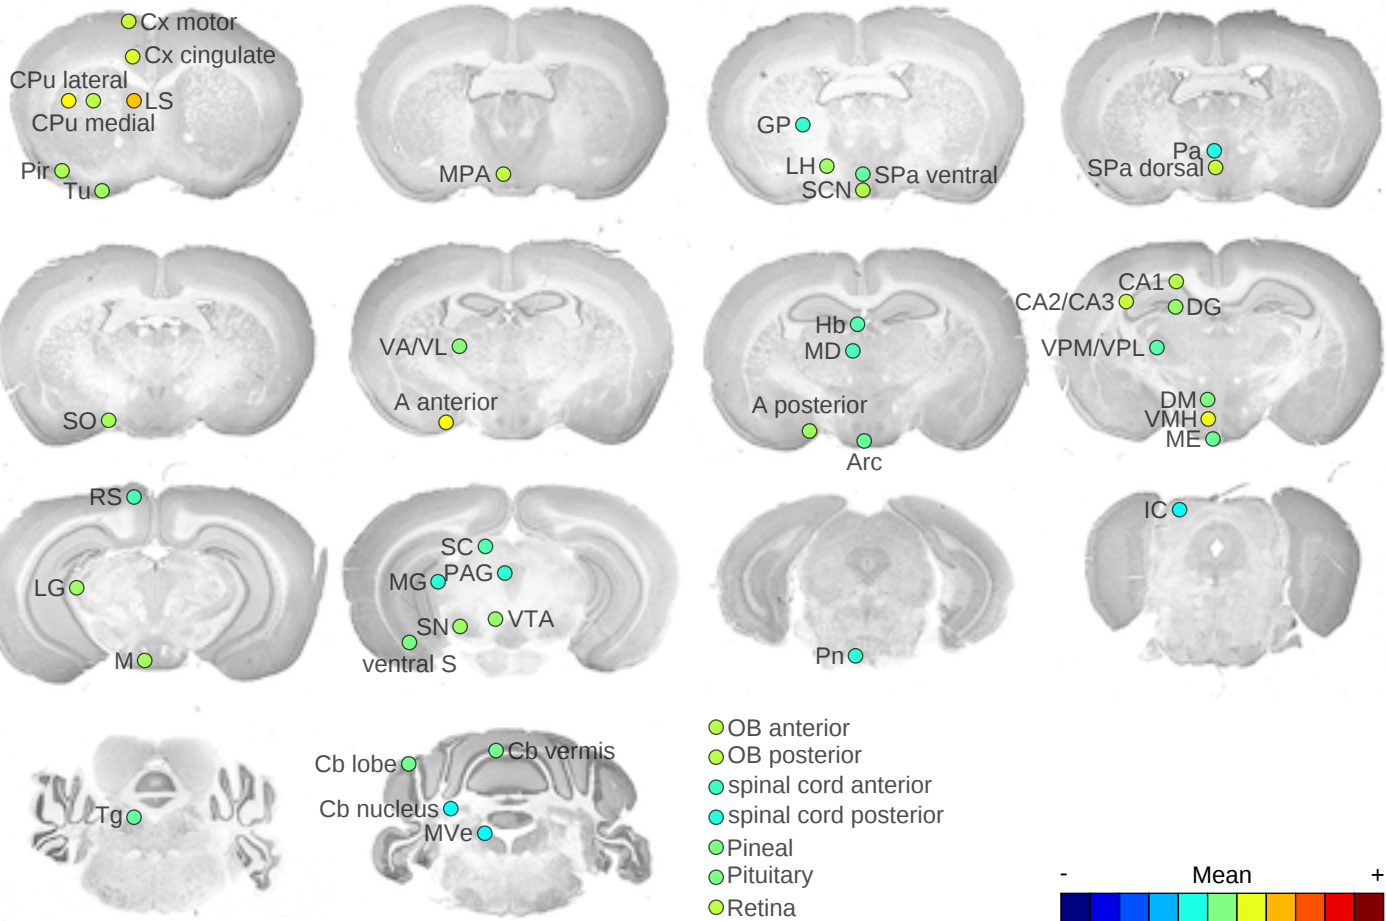 Cx motor
Cx cingulate
CPu lateral
LS
CPu medial
Pir
Tu
MPA
GP
LH
SPa ventral
SCN
Pa
SPa dorsal
SO
VA/VL
A anterior
Hb
MD
A posterior
Arc
CA1
CA2/CA3
DG
VPM/VPL
DM
VMH
ME
RS
LG
M
SC
MG
PAG
SN
VTA
ventral S
Pn
IC
Tg
Cb lobe
Cb vermis
Cb nucleus
MVe
OB anterior
OB posterior
spinal cord anterior
spinal cord posterior
Pineal
Pituitary
Retina
- Mean +